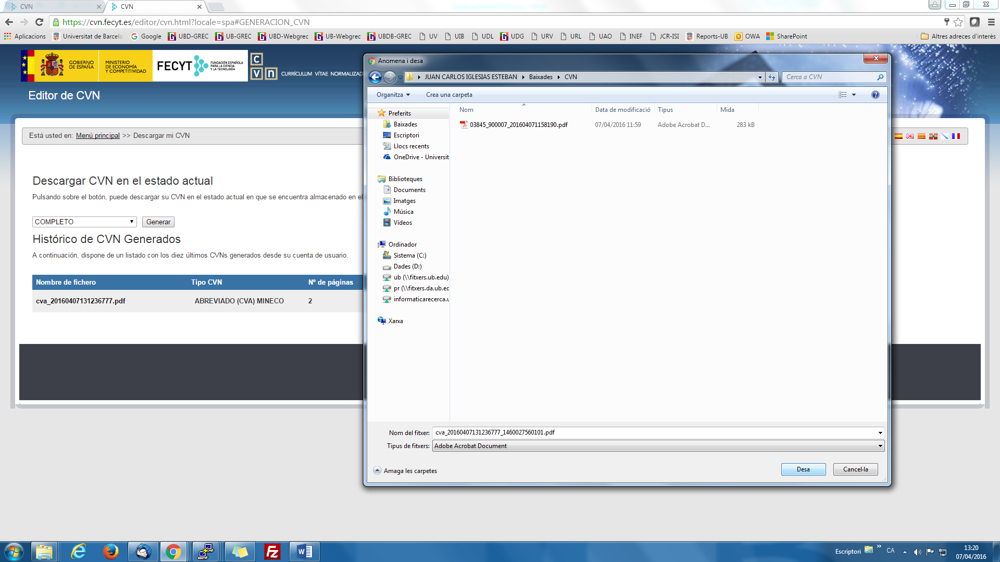 CVN
CVN
https://cvn.fecyt.es/editor/cvn.html?locale=spa#GENERACION_CVN
Aplicacions
Universitat de Barcelo
Google
UBD-GREC
UB-GREC
UBD-Webgrec
UB-Webgrec
UBDB-GREC
UV
UIB
UDL
UDG
URV
URL
UAO
INEF
JCR-ISI
Reports-UB
OWA
SharePoint
Altres adreces d'interès
GOBIERNO
DE ESPAÑA
MINISTERIO
DE ECONOMÍA
Y COMPETITIVIDAD
FECYT
FUNDACIÓN ESPAÑOLA
PARA LA CIENCIA
Y LA TECNOLOGÍA
C
v n
CURRÍCULUM VÍTAE NORMALIZAD
Editor de CVN
Está usted en: Menú principal >> Descargar mi CVN
Descargar CVN en el estado actual
Pulsando sobre el botón, puede descargar su CVN en el estado actual en que se encuentra almacenado en el
COMPLETO
Generar
Histórico de CVN Generados
A continuación, dispone de un listado con los diez últimos CVNs generados desde su cuenta de usuario.
Nombre de fichero
Tipo CVN
Nº de páginas
cva_20160407131236777.pdf
ABREVIADO (CVA) MINECO
2
Anomena i desa
JUAN CARLOS IGLESIAS ESTEBAN
Baixades
CVN
Cerca a CVN
Organitza
Crea una carpeta
Preferits
Baixades
Escriptori
Llocs recents
OneDrive - Universit
Biblioteques
Documents
Imatges
Música
Vídeos
Ordinador
Sistema (C:)
Dades (D:)
ub (\\fitxers.ub.edu)
pr (\\fitxers.da.ub.ec
informaticarecerca.u
Xarxa
Nom
Data de modificació
Tipus
Mida
03845_900007_201604071158190.pdf
07/04/2016 11:59
Adobe Acrobat D...
283 kB
Nom del fitxer:
cva_20160407131236777_1460027560101.pdf
Tipus de fitxers:
Adobe Acrobat Document
Amaga les carpetes
Desa
Cancel·la
Escriptori
CA
13:20
07/04/2016